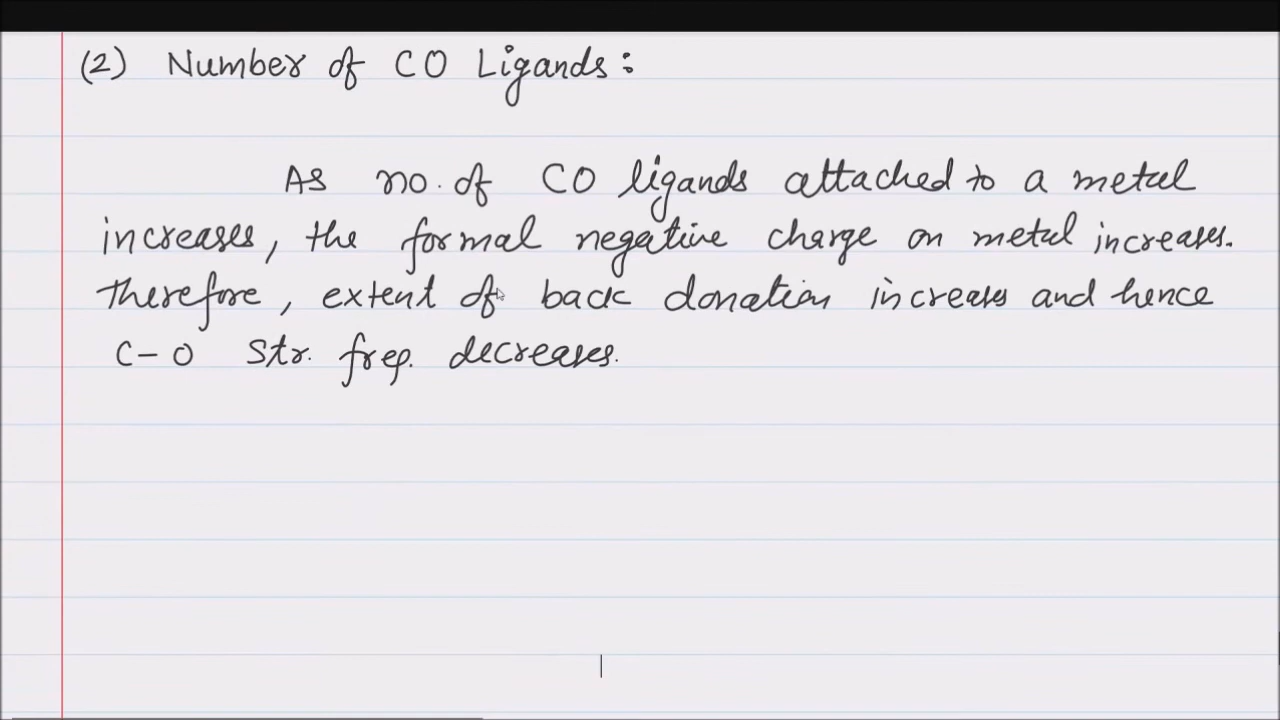 (2) Number of CO Ligands:
As no. of CO ligands attached to a metal
increases, the formal negative charge on metal increases.
Therefore, extent of back donation increases and hence
C-O Str. freq. decreases.